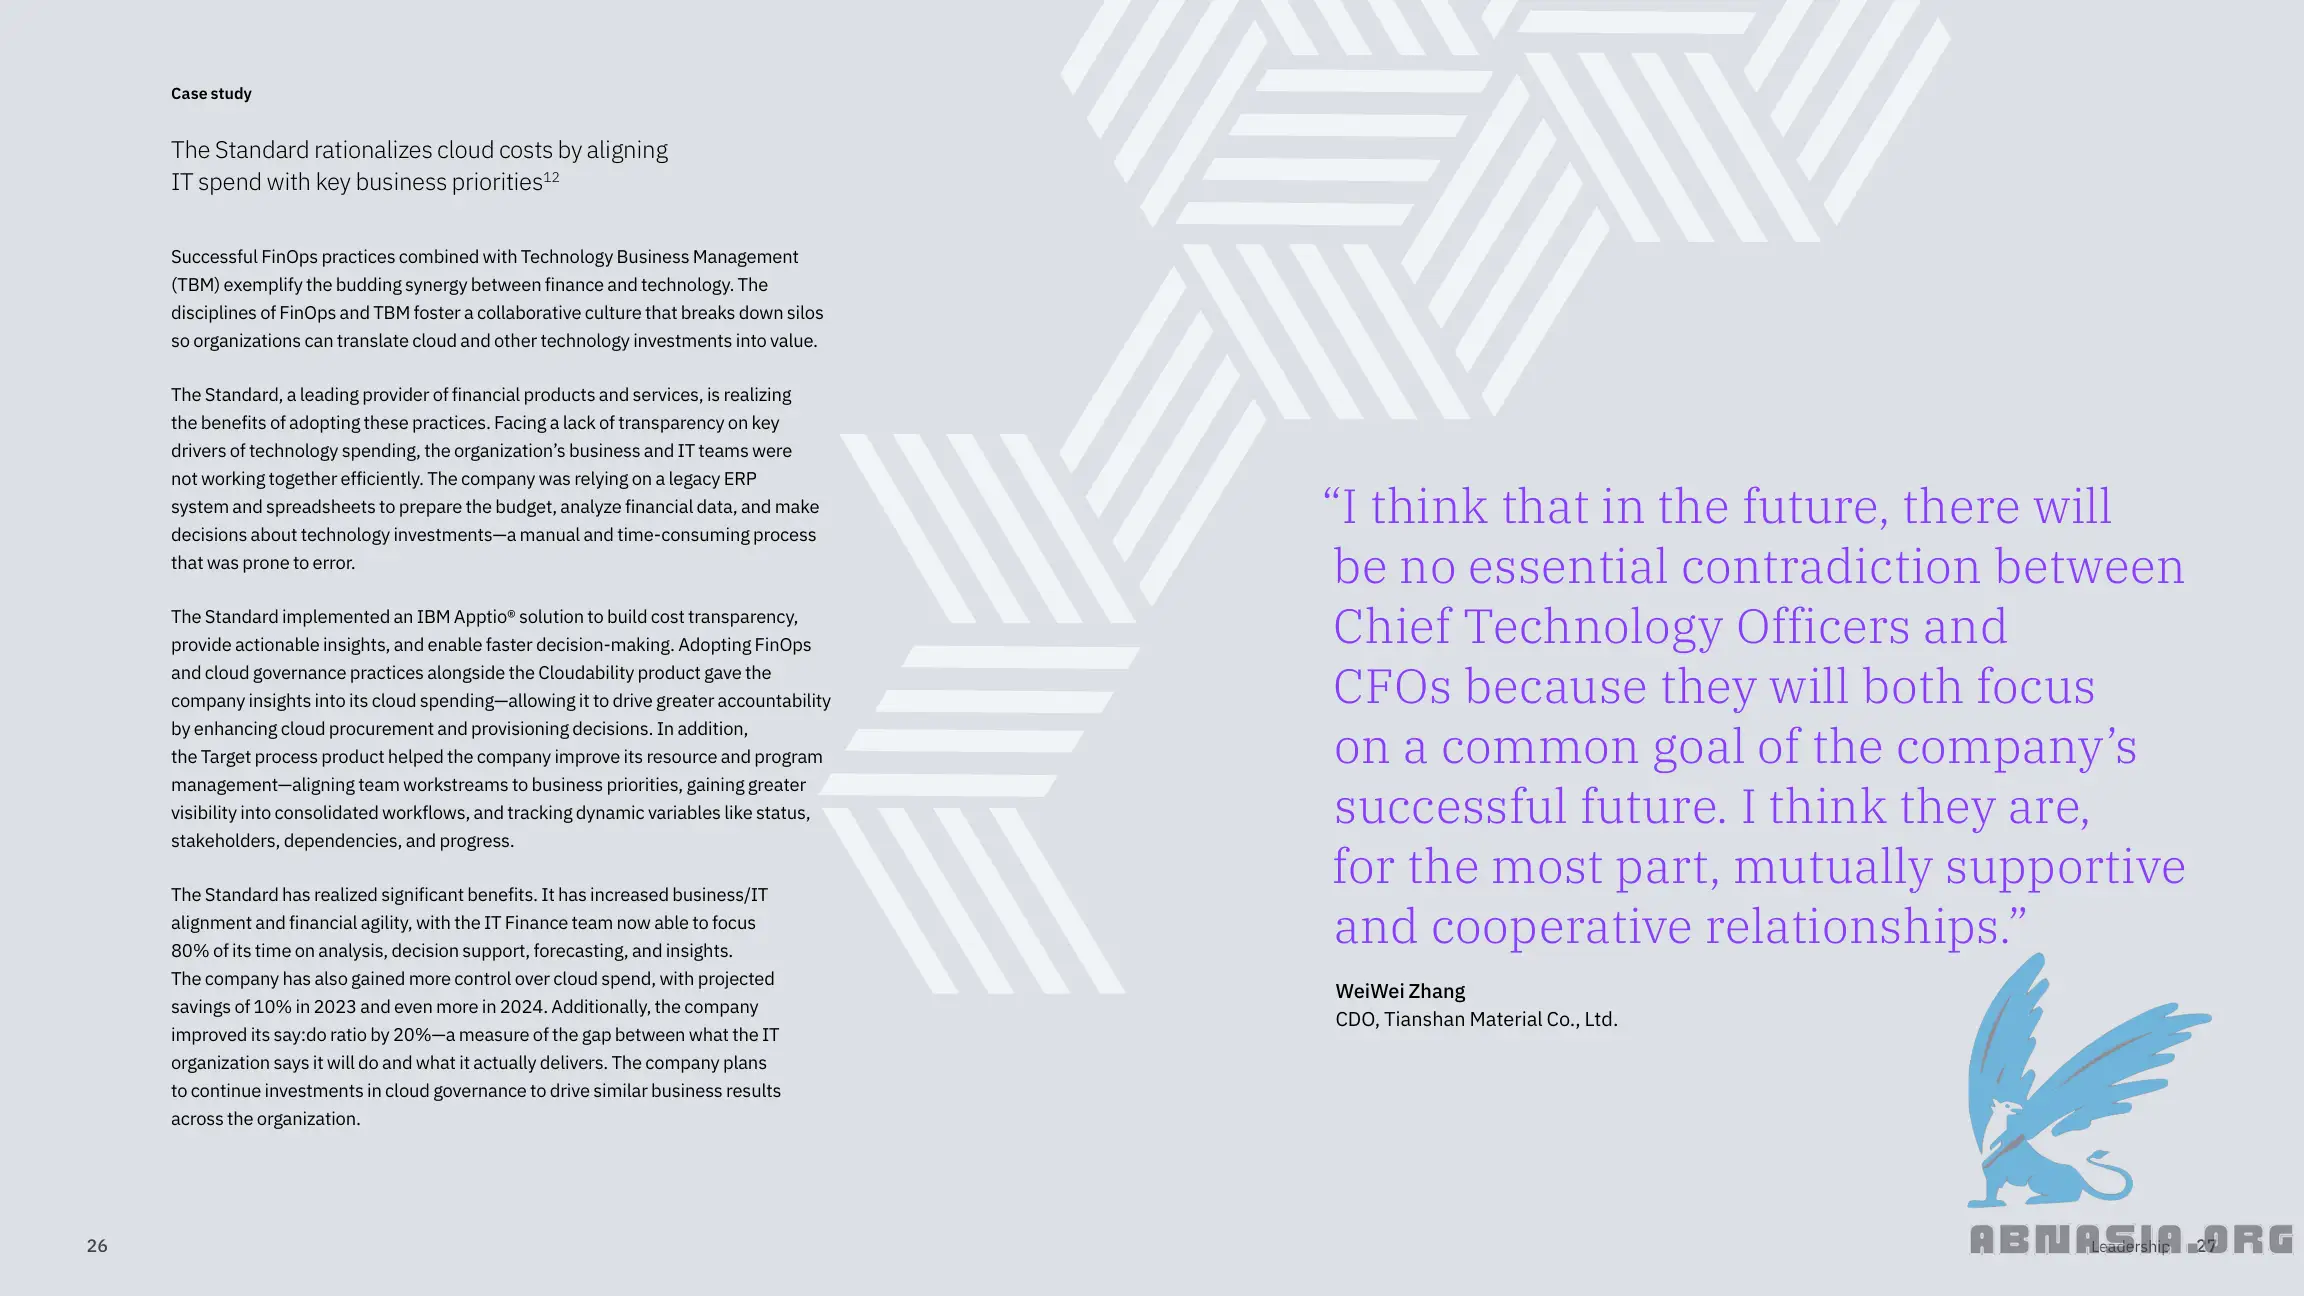 Case study
The Standard rationalizes cloud costs by aligning
IT spend with key business priorities¹²
Successful FinOps practices combined with Technology Business Management
(TBM) exemplify the budding synergy between finance and technology. The
disciplines of FinOps and TBM foster a collaborative culture that breaks down silos
so organizations can translate cloud and other technology investments into value.
The Standard, a leading provider of financial products and services, is realizing
the benefits of adopting these practices. Facing a lack of transparency on key
drivers of technology spending, the organization’s business and IT teams were
not working together efficiently. The company was relying on a legacy ERP
system and spreadsheets to prepare the budget, analyze financial data, and make
decisions about technology investments—a manual and time-consuming process
that was prone to error.
The Standard implemented an IBM Apptio® solution to build cost transparency,
provide actionable insights, and enable faster decision-making. Adopting FinOps
and cloud governance practices alongside the Cloudability product gave the
company insights into its cloud spending—allowing it to drive greater accountability
by enhancing cloud procurement and provisioning decisions. In addition,
the Target process product helped the company improve its resource and program
management—aligning team workstreams to business priorities, gaining greater
visibility into consolidated workflows, and tracking dynamic variables like status,
stakeholders, dependencies, and progress.
The Standard has realized significant benefits. It has increased business/IT
alignment and financial agility, with the IT Finance team now able to focus
80% of its time on analysis, decision support, forecasting, and insights.
The company has also gained more control over cloud spend, with projected
savings of 10% in 2023 and even more in 2024. Additionally, the company
improved its say:do ratio by 20%—a measure of the gap between what the IT
organization says it will do and what it actually delivers. The company plans
to continue investments in cloud governance to drive similar business results
across the organization.
26
“I think that in the future, there will
be no essential contradiction between
Chief Technology Officers and
CFOs because they will both focus
on a common goal of the company’s
successful future. I think they are,
for the most part, mutually supportive
and cooperative relationships.”
WeiWei Zhang
CDO, Tianshan Material Co., Ltd.
ABNASIA.ORG
Leadership 27